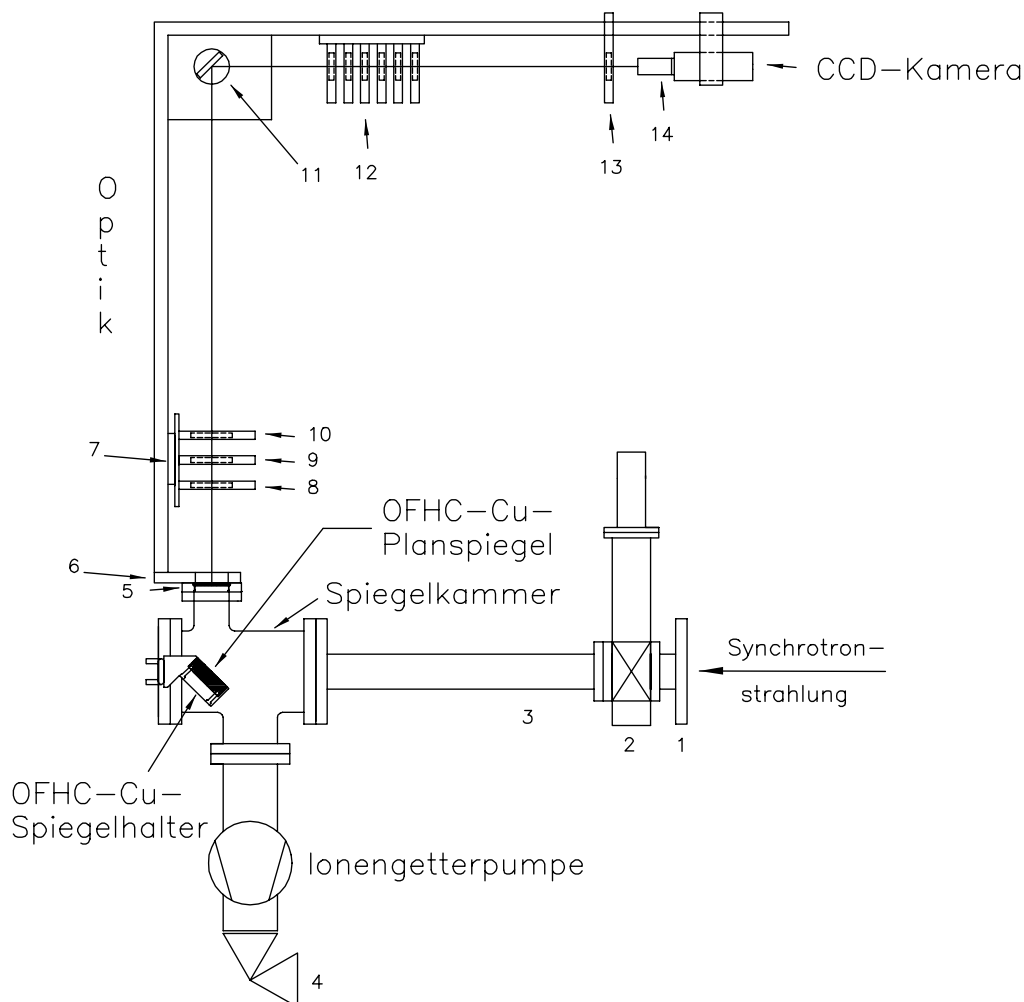 CCD-Kamera
14
13
12
11
Optik
10
9
8
7
OFHC-Cu-
Planspiegel
6
5
Spiegelkammer
Synchrotron-
strahlung
3
2
1
OFHC-Cu-
Spiegelhalter
Ionengetterpumpe
4